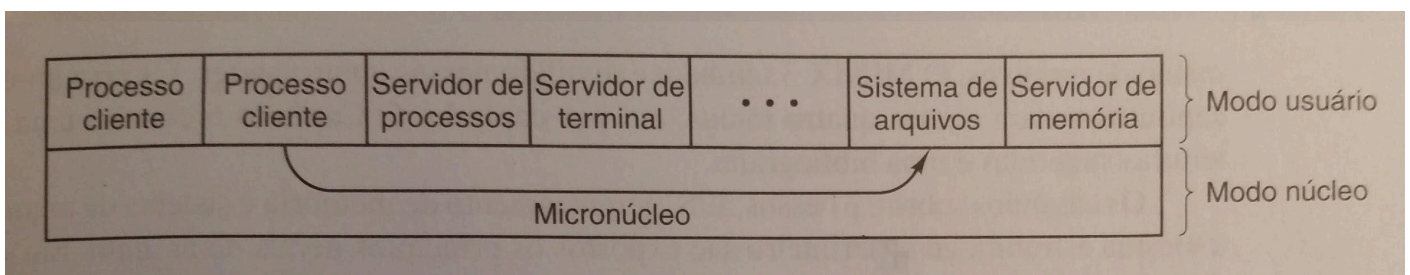 Processo
cliente
Processo
cliente
Servidor de
processos
Servidor de
terminal
• • •
Sistema de
arquivos
Servidor de
memória
Modo usuário
Micronúcleo
Modo núcleo